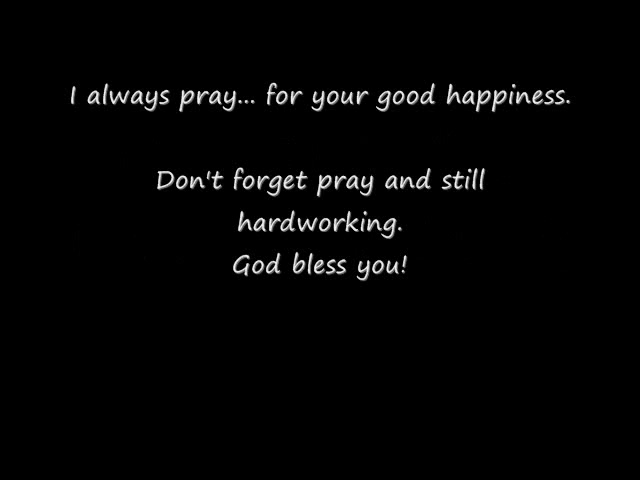 I always pray... for your good happiness.
Don't forget pray and still
hardworking.
God bless you!